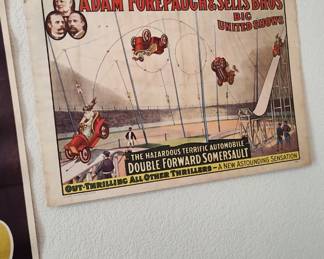 ADAM FOREPAUGH & SELLS BROS
BIG
UNITED SHOWS
THE HAZARDOUS TERRIFIC AUTOMOBILE
DOUBLE FORWARD SOMERSAULT
OUT-THRILLING ALL OTHER THRILLERS – A NEW ASTOUNDING SENSATION